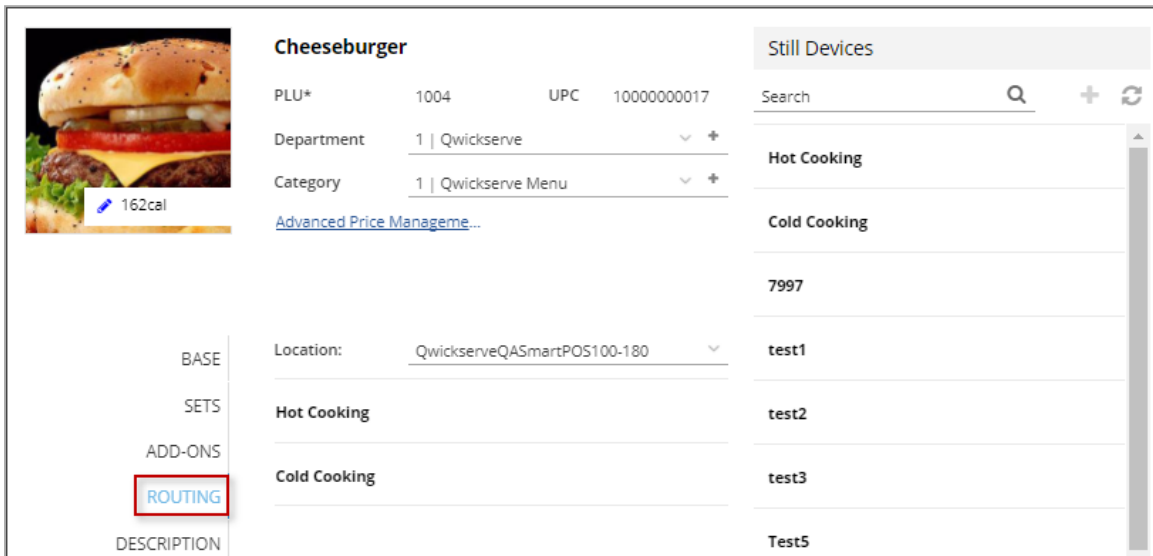 Cheeseburger
PLU* 1004 UPC 10000000017
Department 1 | Qwickserve
Category 1 | Qwickserve Menu
Advanced Price Manageme...
162cal
BASE
SETS
ADD-ONS
ROUTING
DESCRIPTION
Location: QwickserveQASmartPOS100-180
Hot Cooking
Cold Cooking
Still Devices
Search
Hot Cooking
Cold Cooking
7997
test1
test2
test3
Test5